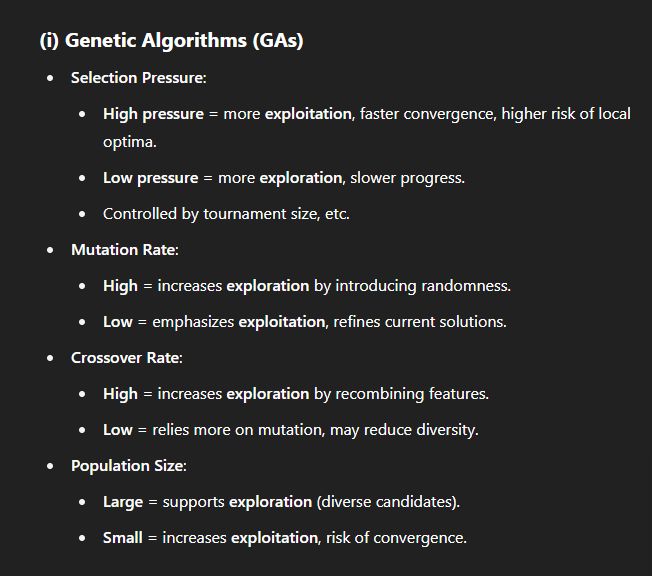 (i) Genetic Algorithms (GAs)
• Selection Pressure:
• High pressure = more exploitation, faster convergence, higher risk of local
optima.
• Low pressure = more exploration, slower progress.
• Controlled by tournament size, etc.
• Mutation Rate:
• High = increases exploration by introducing randomness.
• Low = emphasizes exploitation, refines current solutions.
• Crossover Rate:
• High = increases exploration by recombining features.
• Low = relies more on mutation, may reduce diversity.
• Population Size:
• Large = supports exploration (diverse candidates).
• Small = increases exploitation, risk of convergence.